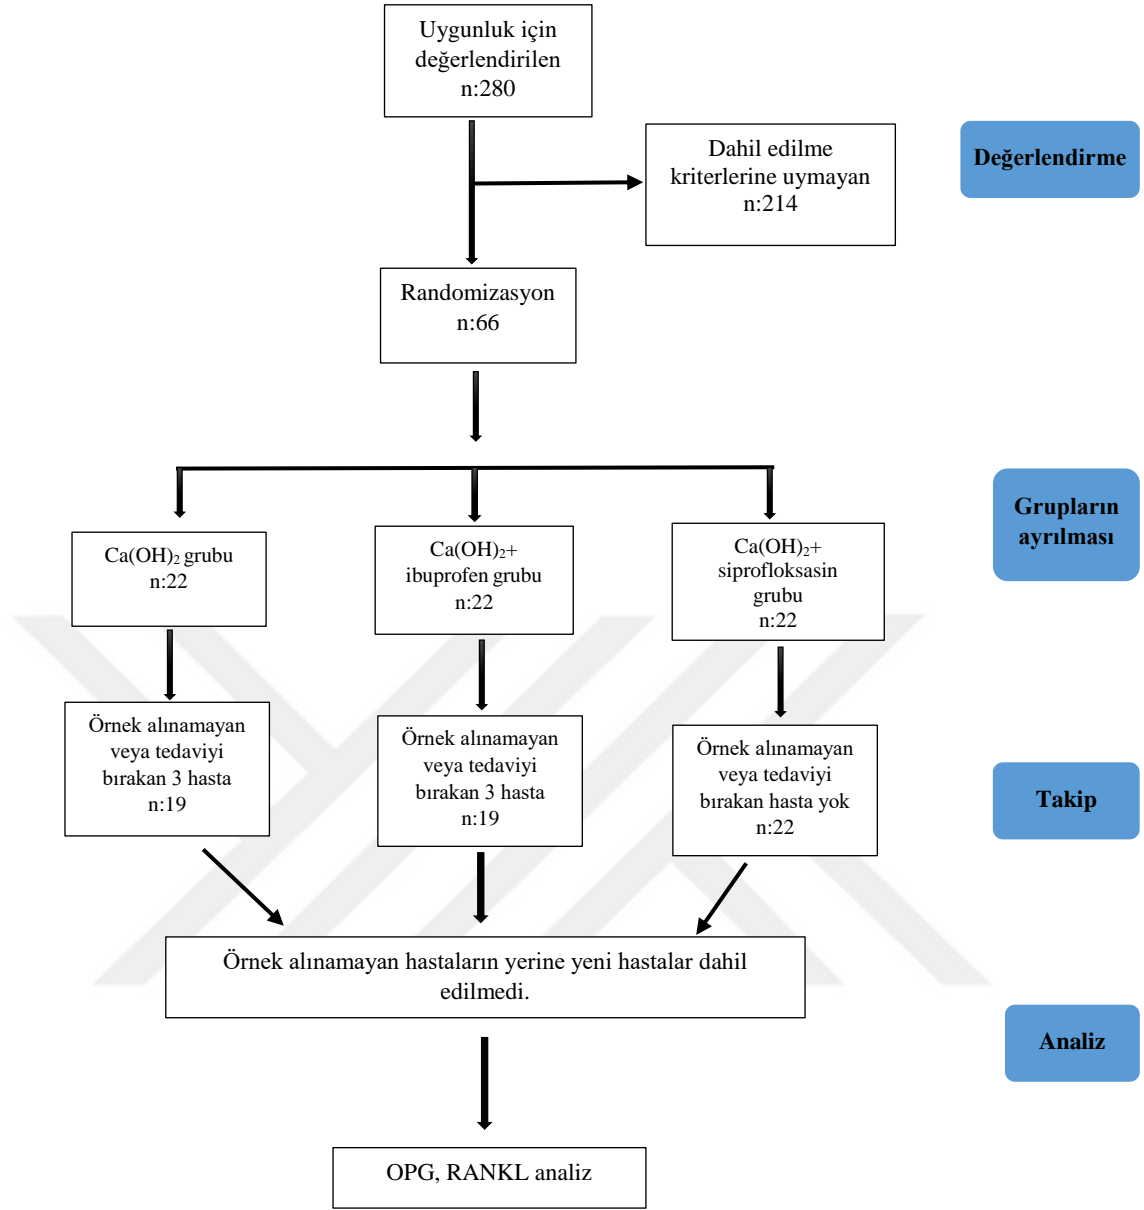 Uygunluk için
değerlendirilen
n:280
Değerlendirme
Dahil edilme
kriterlerine uymayan
n:214
Randomizasyon
n:66
Grupların
ayrılması
Ca(OH)₂ grubu
n:22
Ca(OH)₂+
ibuprofen grubu
n:22
Ca(OH)₂+
siprofloksasin
grubu
n:22
Örnek alınamayan
veya tedaviyi
bırakan 3 hasta
n:19
Örnek alınamayan
veya tedaviyi
bırakan 3 hasta
n:19
Örnek alınamayan
veya tedaviyi
bırakan hasta yok
n:22
Takip
Örnek alınamayan hastaların yerine yeni hastalar dahil
edilmedi.
Analiz
OPG, RANKL analiz